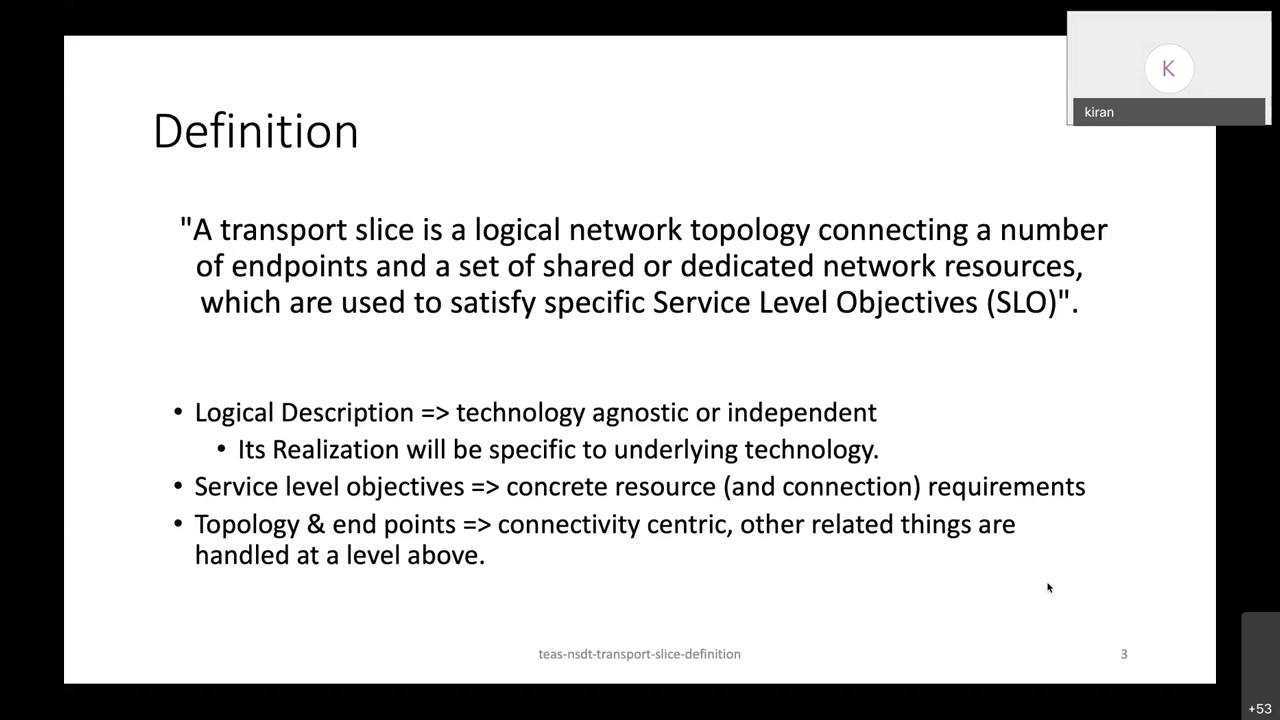 K
kiran
Definition
"A transport slice is a logical network topology connecting a number
of endpoints and a set of shared or dedicated network resources,
which are used to satisfy specific Service Level Objectives (SLO)".
• Logical Description => technology agnostic or independent
• Its Realization will be specific to underlying technology.
• Service level objectives => concrete resource (and connection) requirements
• Topology & end points => connectivity centric, other related things are
handled at a level above.
teas-nsdt-transport-slice-definition
3
+53